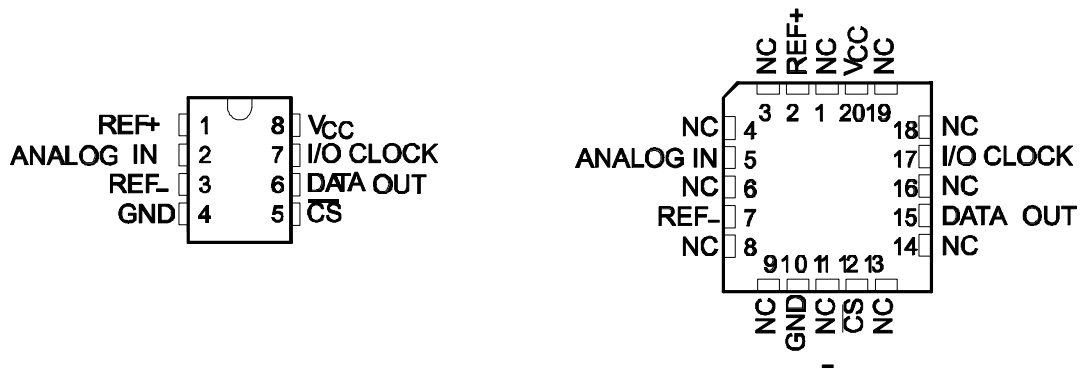 REF+ 1 8 VCC
ANALOG IN 2 7 I/O CLOCK
REF– 3 6 DATA OUT
GND 4 5 CS
NC REF+ NC VCC NC
3 2 1 20 19
NC 4 18 NC
ANALOG IN 5 17 I/O CLOCK
NC 6 16 NC
REF– 7 15 DATA OUT
NC 8 14 NC
9 10 11 12 13
NC GND NC CS NC